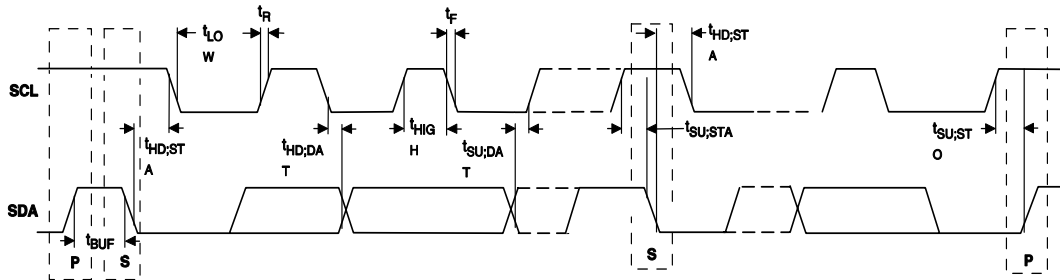 tLO
W
tR
tF
tHD;ST
A
SCL
tHD;ST
A
tHD;DA
T
tHIG
H
tSU;DA
T
tSU;STA
tSU;ST
O
SDA
tBUF
P
S
S
P